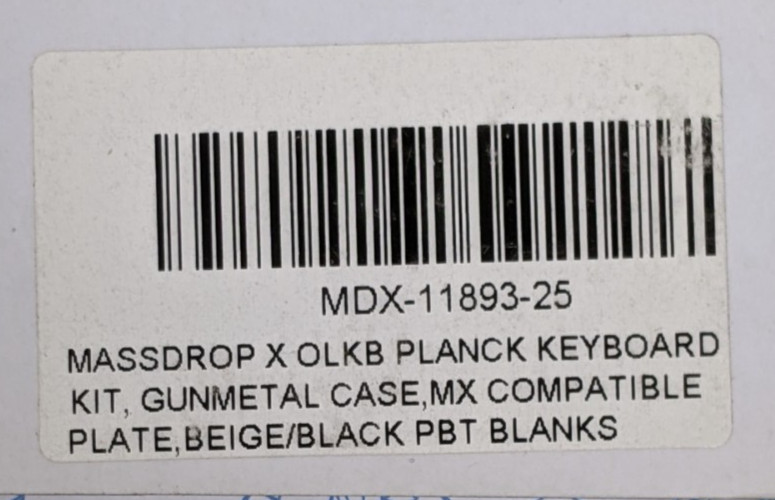 MDX-11893-25
MASSDROP X OLKB PLANCK KEYBOARD
KIT, GUNMETAL CASE,MX COMPATIBLE
PLATE,BEIGE/BLACK PBT BLANKS